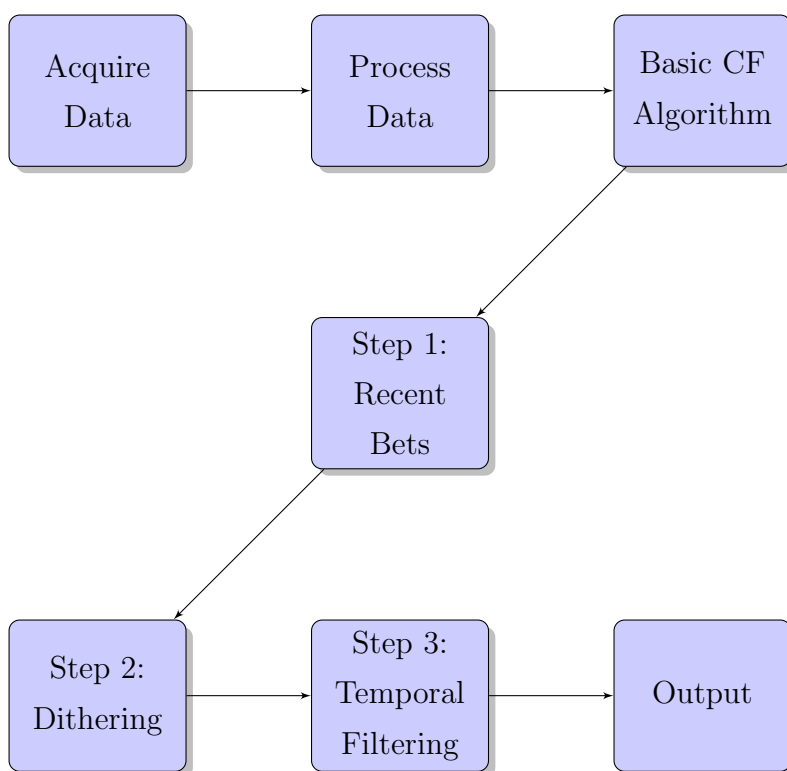 Acquire
Data
Process
Data
Basic CF
Algorithm
Step 1:
Recent
Bets
Step 2:
Dithering
Step 3:
Temporal
Filtering
Output